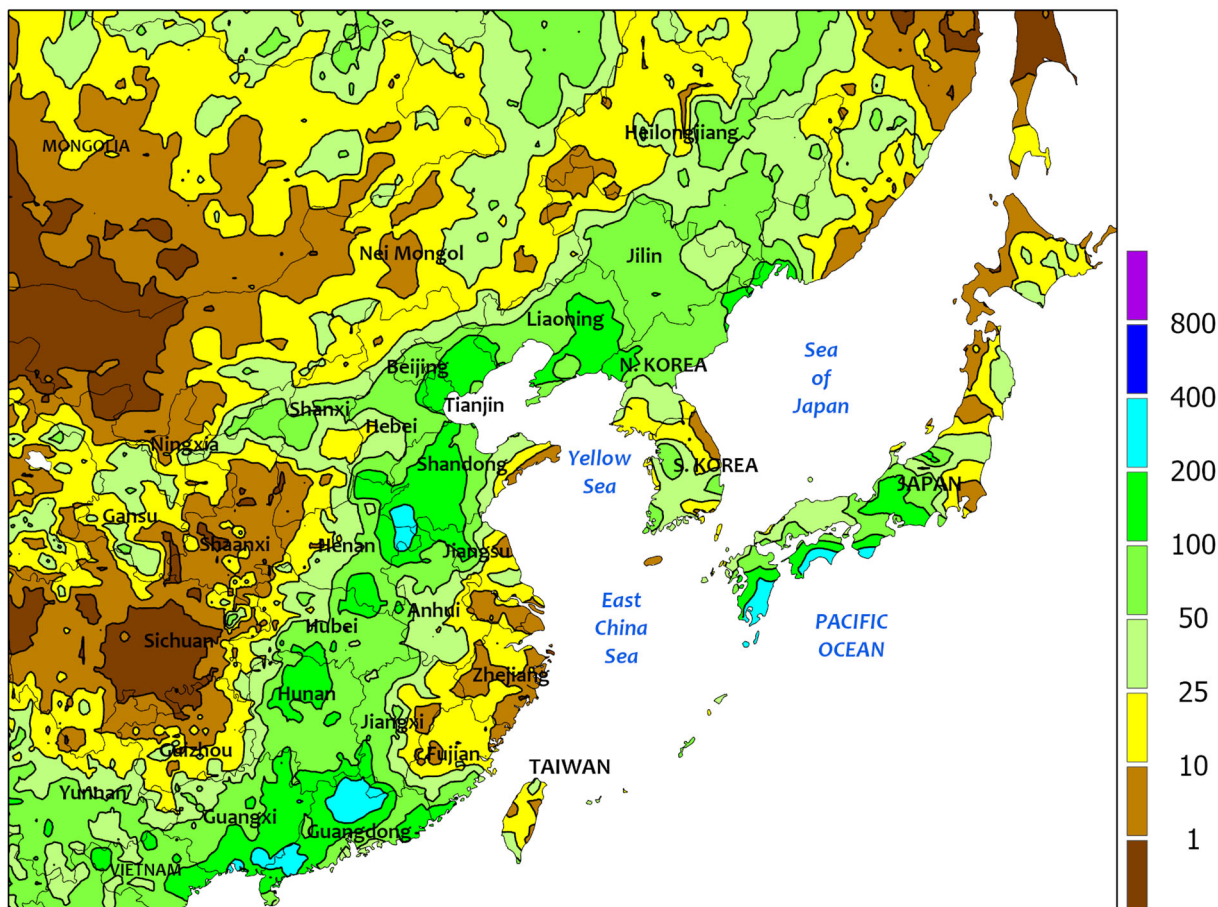 Heilongjiang
MONGOLIA
Nei Mongol
Jilin
Liaoning
800
Beijing
N. KOREA
Sea
of
Japan
400
Shanxi
Tianjin
Hebei
Ningxia
Shandong
Yellow
Sea
S. KOREA
200
JAPAN
Gansu
Shaanxi
Henan
Jiangsu
100
Anhui
East
China
Sea
50
Hubei
PACIFIC
OCEAN
Sichuan
Zhejiang
Hunan
25
Jiangxi
Guizhou
Fujian
TAIWAN
10
Yunnan
Guangxi
Guangdong
1
VIETNAM